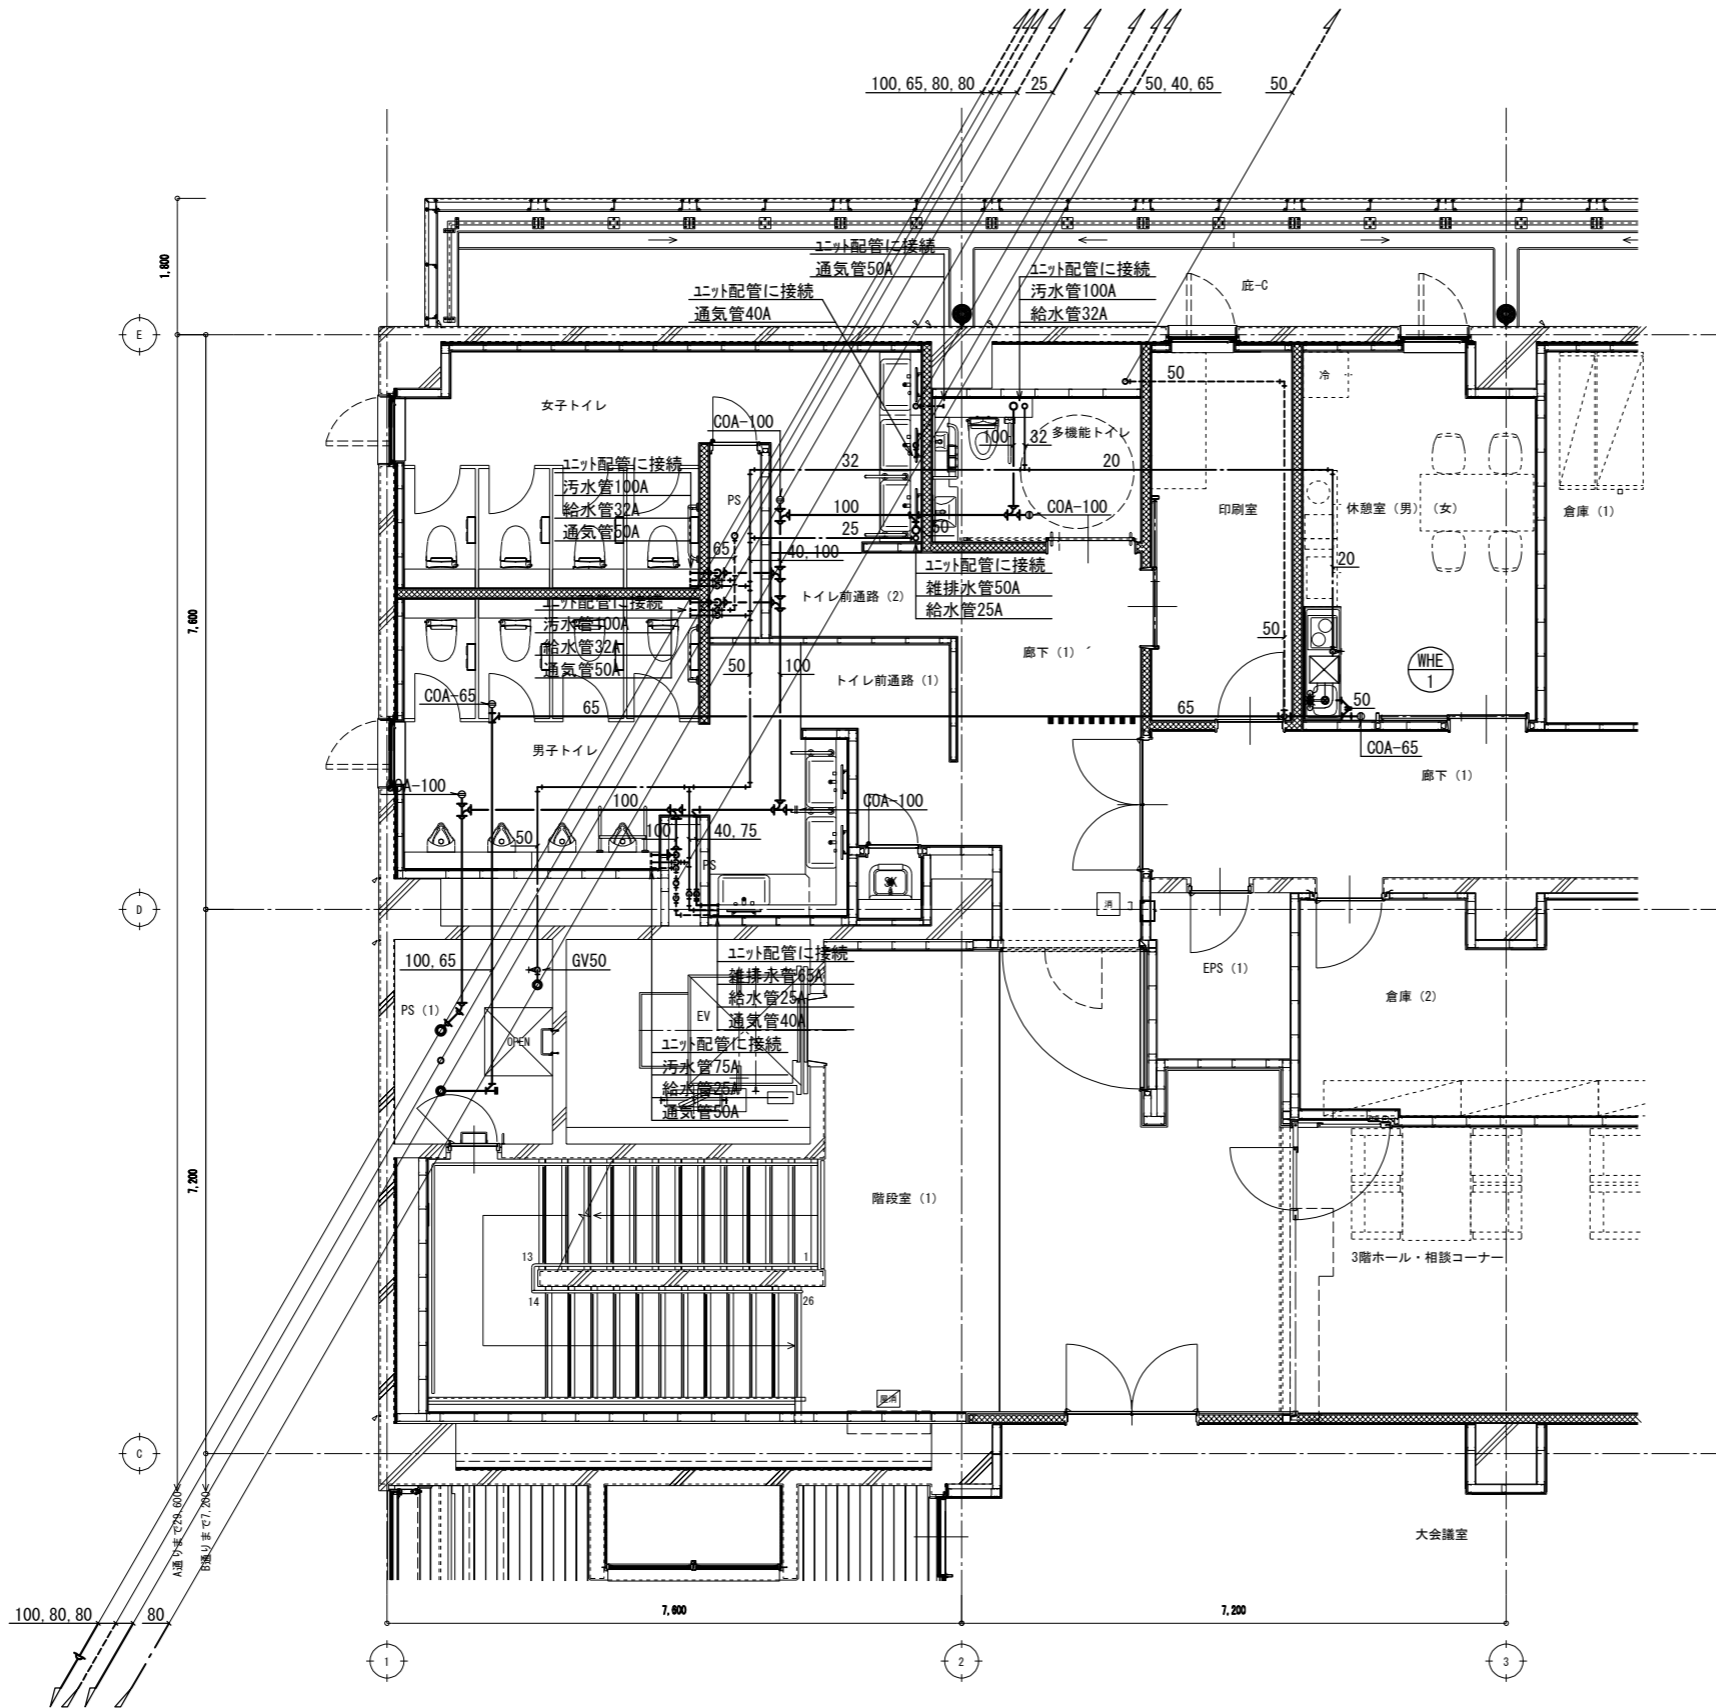 100, 65, 80, 80
25
50, 40, 65
50
1,800
ユニット配管に接続
通気管50A
ユニット配管に接続
汚水管100A
給水管32A
庇-C
ユニット配管に接続
通気管40A
E
冷
50
女子トイレ
COA-100
100
32
多機能トイレ
ユニット配管に接続
汚水管100A
給水管32A
通気管50A
32
20
PS
100
COA-100
印刷室
休憩室（男）（女）
倉庫（1）
25
50
65
40, 100
20
ユニット配管に接続
雑排水管50A
給水管25A
トイレ前通路（2）
ユニット配管に接続
汚水管100A
給水管32A
通気管50A
7,600
50
廊下（1）
WHE
1
50
100
トイレ前通路（1）
COA-65
65
65
50
COA-65
男子トイレ
廊下（1）
COA-100
100
COA-100
50
100
40, 75
PS
SK
D
消
ユニット配管に接続
雑排水管65A
給水管25A
通気管40A
100, 65
GV50
EPS（1）
倉庫（2）
PS（1）
OPEN
EV
ユニット配管に接続
汚水管75A
給水管25A
通気管50A
7,200
階段室（1）
13
1
3階ホール・相談コーナー
14
26
C
A通りまで29,600
B通りまで7,200
大会議室
100, 80, 80
80
7,600
7,200
1
2
3